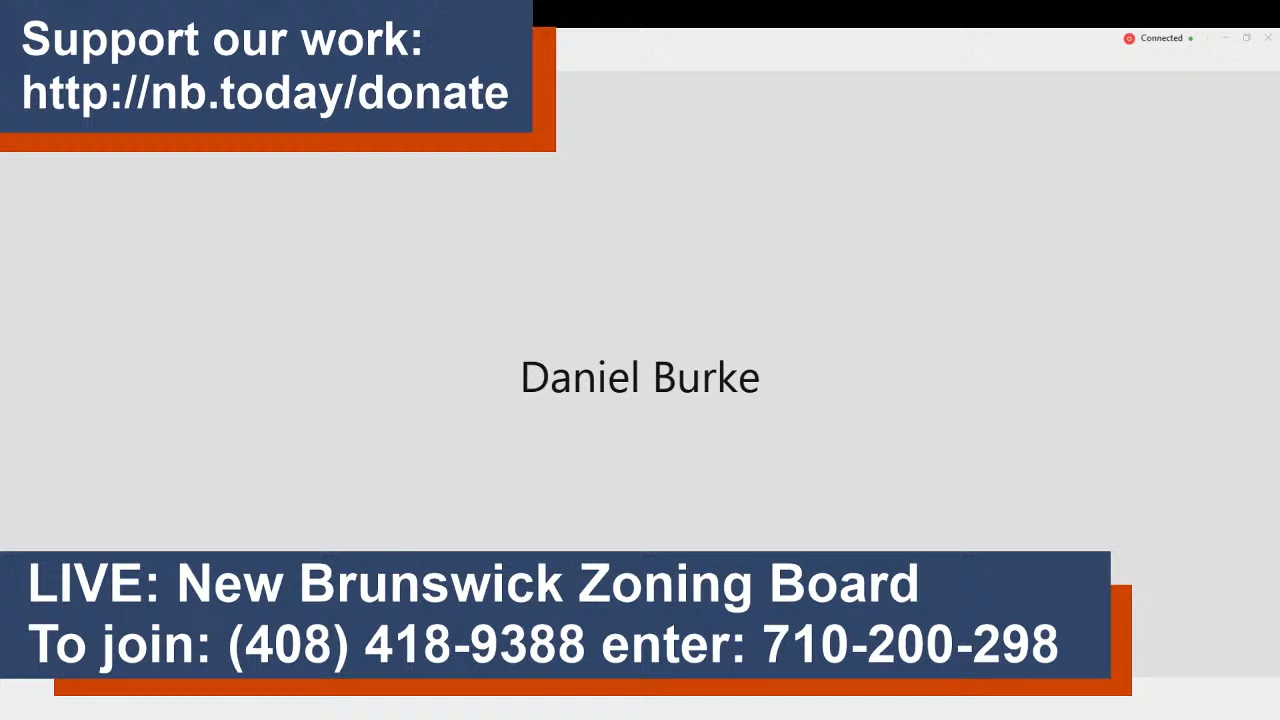 Support our work:
http://nb.today/donate
Connected
Daniel Burke
LIVE: New Brunswick Zoning Board
To join: (408) 418-9388 enter: 710-200-298